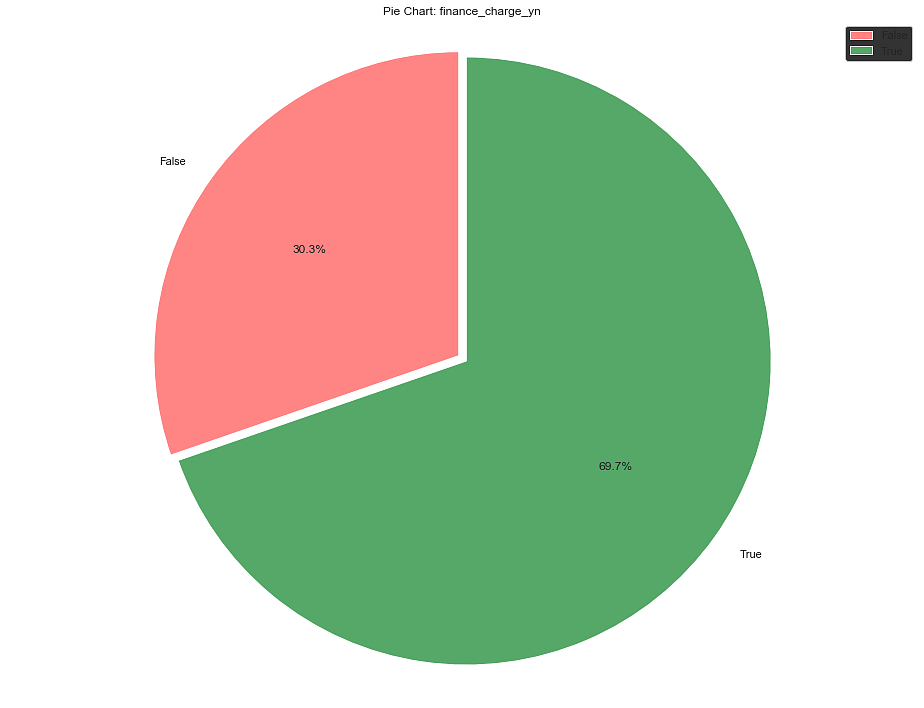 Pie Chart: finance_charge_yn
False
True
False
30.3%
69.7%
True